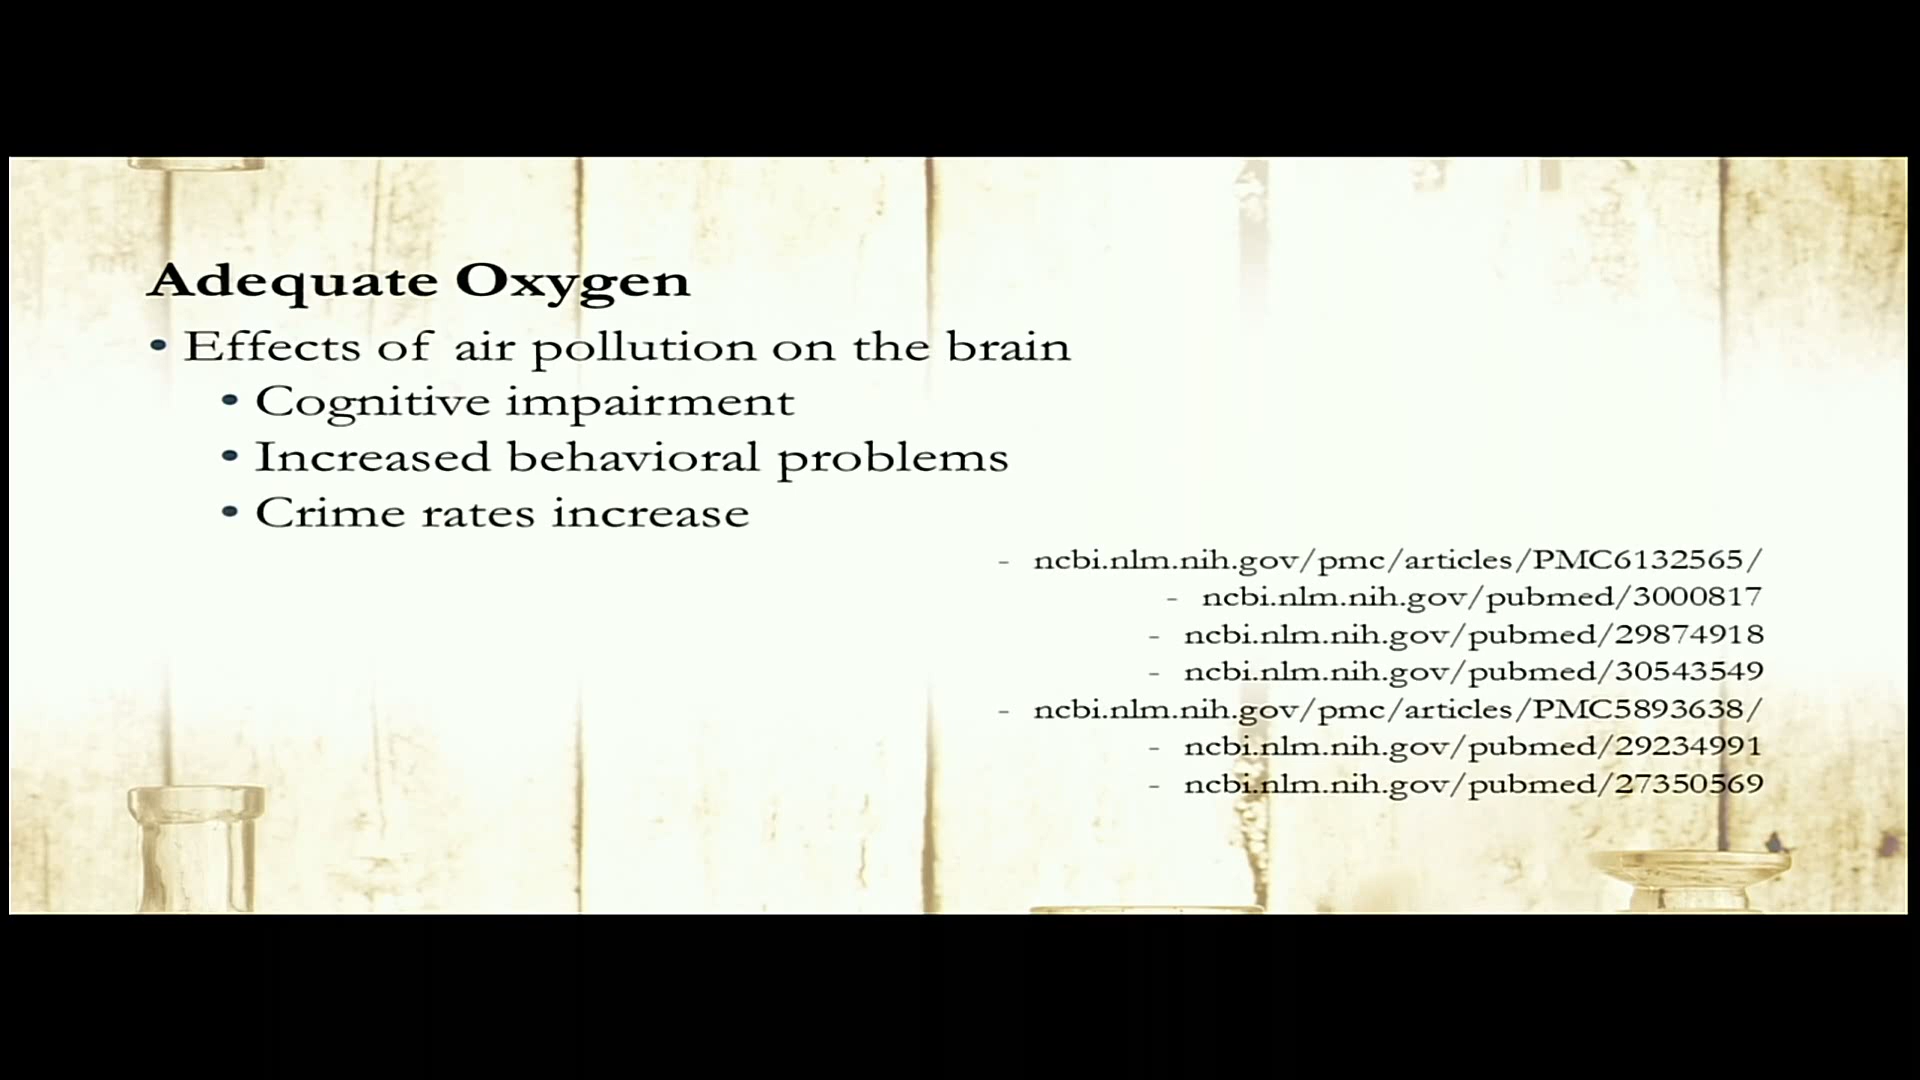 Adequate Oxygen
• Effects of air pollution on the brain
• Cognitive impairment
• Increased behavioral problems
• Crime rates increase
- ncbi.nlm.nih.gov/pmc/articles/PMC6132565/
- ncbi.nlm.nih.gov/pubmed/3000817
- ncbi.nlm.nih.gov/pubmed/29874918
- ncbi.nlm.nih.gov/pubmed/30543549
- ncbi.nlm.nih.gov/pmc/articles/PMC5893638/
- ncbi.nlm.nih.gov/pubmed/29234991
- ncbi.nlm.nih.gov/pubmed/27350569